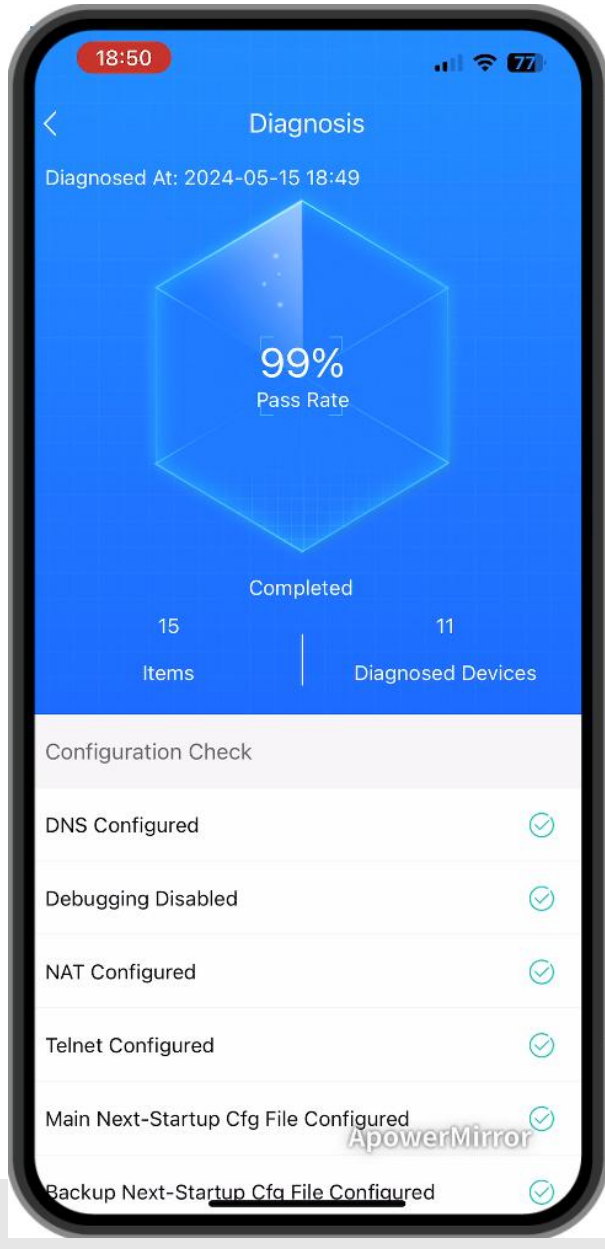 18:50
77
Diagnosis
Diagnosed At: 2024-05-15 18:49
99%
Pass Rate
Completed
15
11
Items
Diagnosed Devices
Configuration Check
DNS Configured
Debugging Disabled
NAT Configured
Telnet Configured
Main Next-Startup Cfg File Configured
ApowerMirror
Backup Next-Startup Cfg File Configured